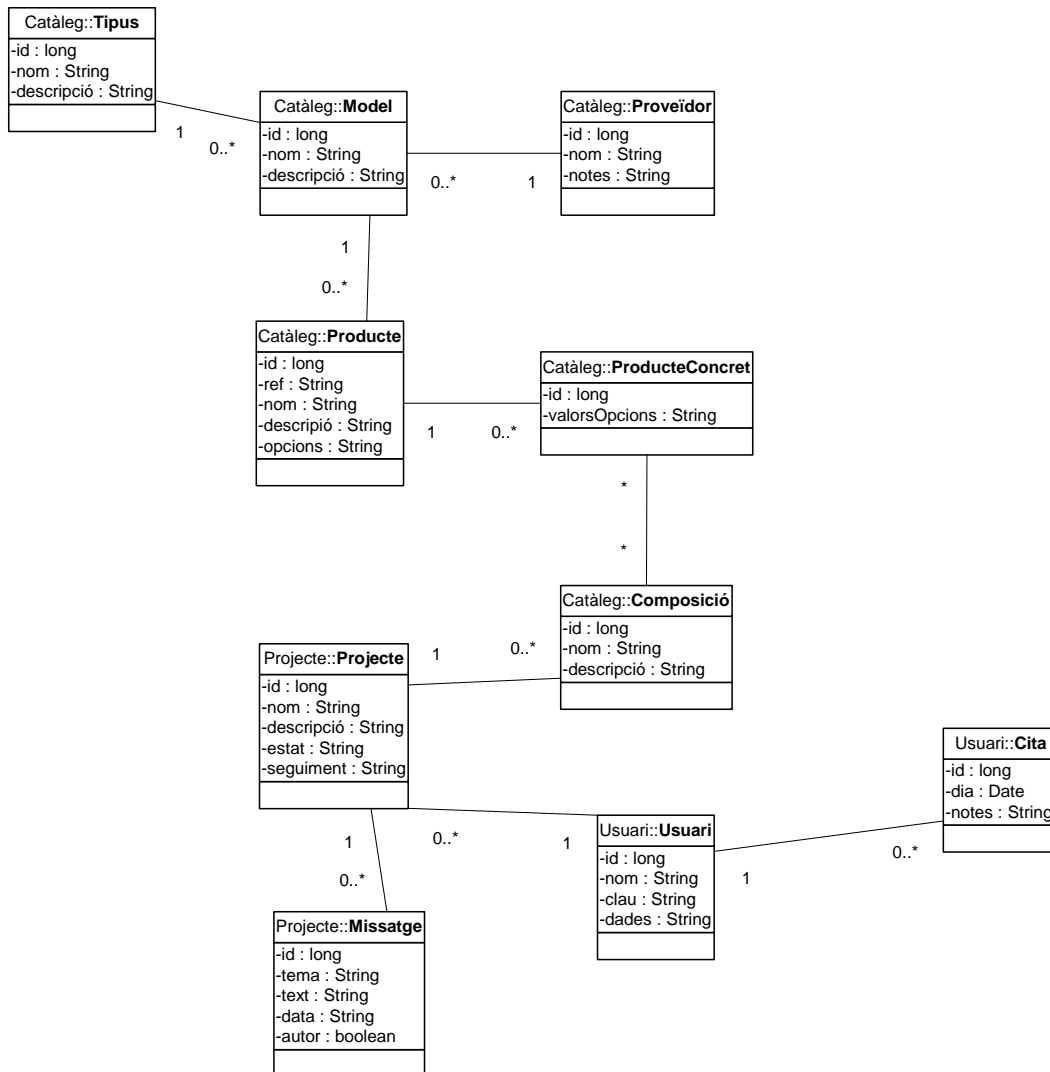 Catàleg::Tipus
-id : long
-nom : String
-descripció : String
1
0..*
Catàleg::Model
-id : long
-nom : String
-descripció : String
0..*
1
Catàleg::Proveïdor
-id : long
-nom : String
-notes : String
1
0..*
Catàleg::Producte
-id : long
-ref : String
-nom : String
-descripió : String
-opcions : String
1
0..*
Catàleg::ProducteConcret
-id : long
-valorsOpcions : String
*
*
Catàleg::Composició
-id : long
-nom : String
-descripció : String
1
0..*
Projecte::Projecte
-id : long
-nom : String
-descripció : String
-estat : String
-seguiment : String
0..*
1
Usuari::Usuari
-id : long
-nom : String
-clau : String
-dades : String
1
0..*
Usuari::Cita
-id : long
-dia : Date
-notes : String
1
0..*
Projecte::Missatge
-id : long
-tema : String
-text : String
-data : String
-autor : boolean